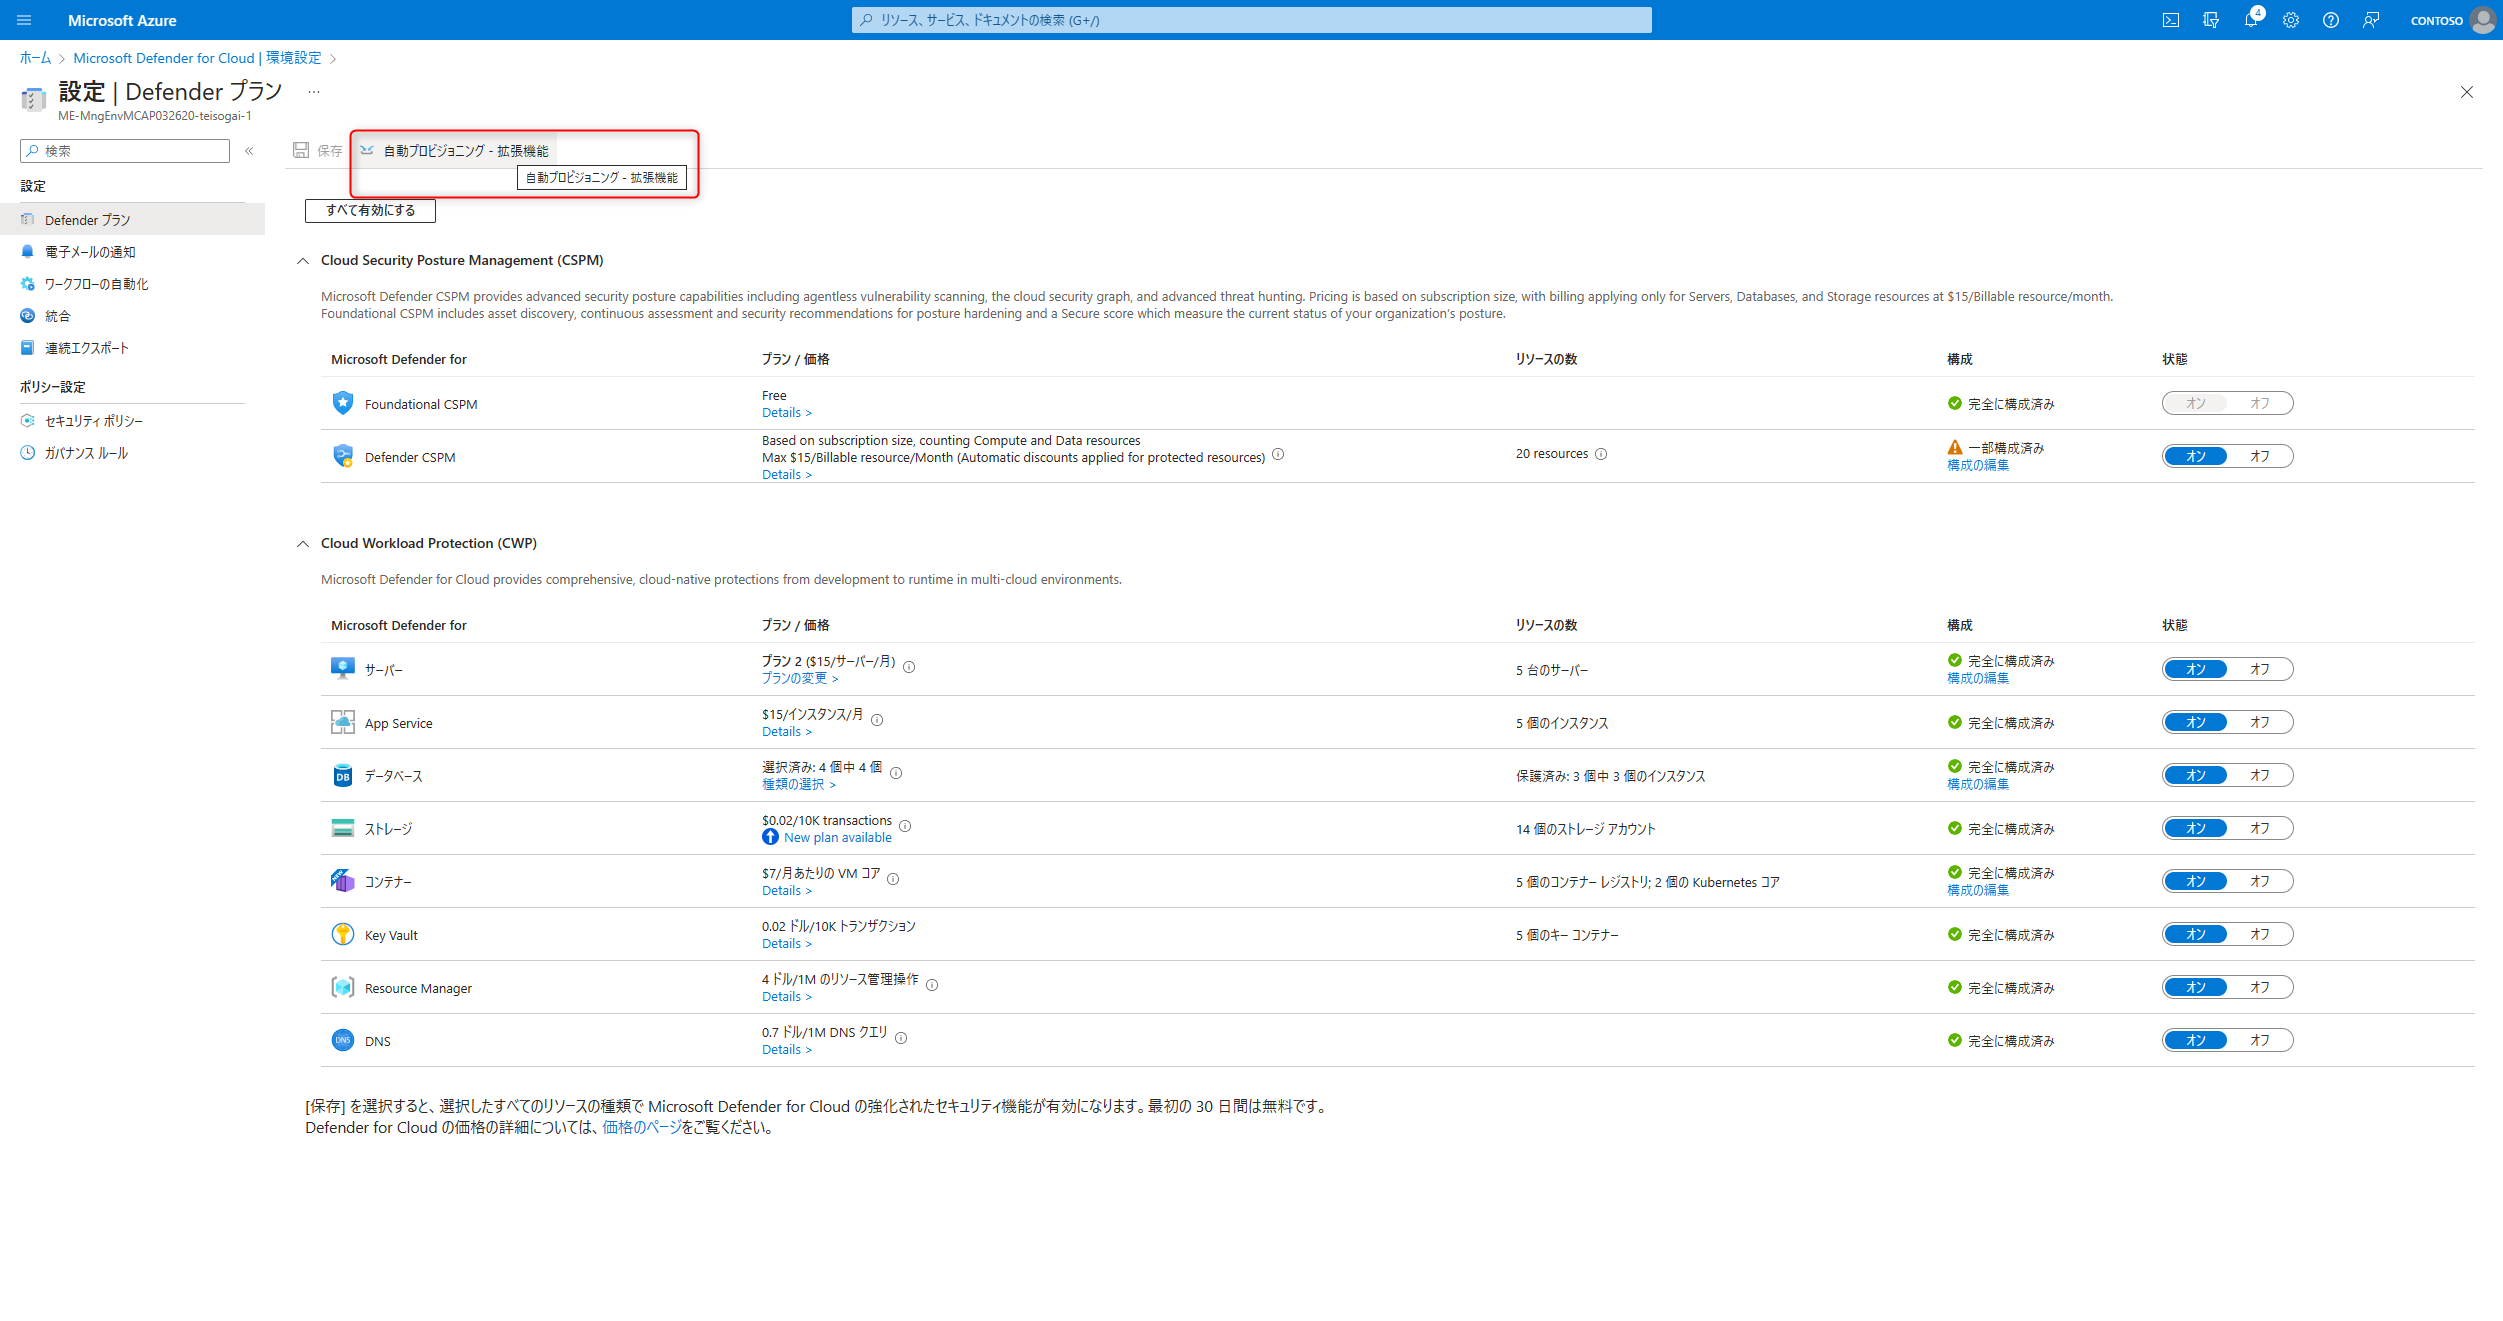 Microsoft Azure
リソース、サービス、ドキュメントの検索 (G+/)
4
CONTOSO
ホーム > Microsoft Defender for Cloud | 環境設定 >
設定 | Defender プラン ...
ME-MngEnvMCAP032620-teisogai-1
検索 «
保存 自動プロビジョニング - 拡張機能
自動プロビジョニング - 拡張機能
設定
Defender プラン
電子メールの通知
ワークフローの自動化
統合
連続エクスポート
ポリシー設定
セキュリティ ポリシー
ガバナンス ルール
すべて有効にする
Cloud Security Posture Management (CSPM)
Microsoft Defender CSPM provides advanced security posture capabilities including agentless vulnerability scanning, the cloud security graph, and advanced threat hunting. Pricing is based on subscription size, with billing applying only for Servers, Databases, and Storage resources at $15/Billable resource/month.
Foundational CSPM includes asset discovery, continuous assessment and security recommendations for posture hardening and a Secure score which measure the current status of your organization's posture.
Microsoft Defender for プラン / 価格 リソースの数 構成 状態
Foundational CSPM Free 完全に構成済み オン オフ
Details >
Based on subscription size, counting Compute and Data resources
Defender CSPM Max $15/Billable resource/Month (Automatic discounts applied for protected resources) 20 resources 一部構成済み オン オフ
Details > 構成の編集
Cloud Workload Protection (CWP)
Microsoft Defender for Cloud provides comprehensive, cloud-native protections from development to runtime in multi-cloud environments.
Microsoft Defender for プラン / 価格 リソースの数 構成 状態
サーバー プラン 2 ($15/サーバー/月) 5 台のサーバー 完全に構成済み オン オフ
プランの変更 > 構成の編集
App Service $15/インスタンス/月 5 個のインスタンス 完全に構成済み オン オフ
Details >
DB データベース 選択済み: 4 個中 4 個 保護済み: 3 個中 3 個のインスタンス 完全に構成済み オン オフ
種類の選択 > 構成の編集
ストレージ $0.02/10K transactions 14 個のストレージ アカウント 完全に構成済み オン オフ
New plan available
コンテナー $7/月あたりの VM コア 5 個のコンテナー レジストリ; 2 個の Kubernetes コア 完全に構成済み オン オフ
Details > 構成の編集
Key Vault 0.02 ドル/10K トランザクション 5 個のキー コンテナー 完全に構成済み オン オフ
Details >
Resource Manager 4 ドル/1M のリソース管理操作 完全に構成済み オン オフ
Details >
DNS DNS 0.7 ドル/1M DNS クエリ 完全に構成済み オン オフ
Details >
[保存] を選択すると、選択したすべてのリソースの種類で Microsoft Defender for Cloud の強化されたセキュリティ機能が有効になります。最初の 30 日間は無料です。
Defender for Cloud の価格の詳細については、価格のページをご覧ください。